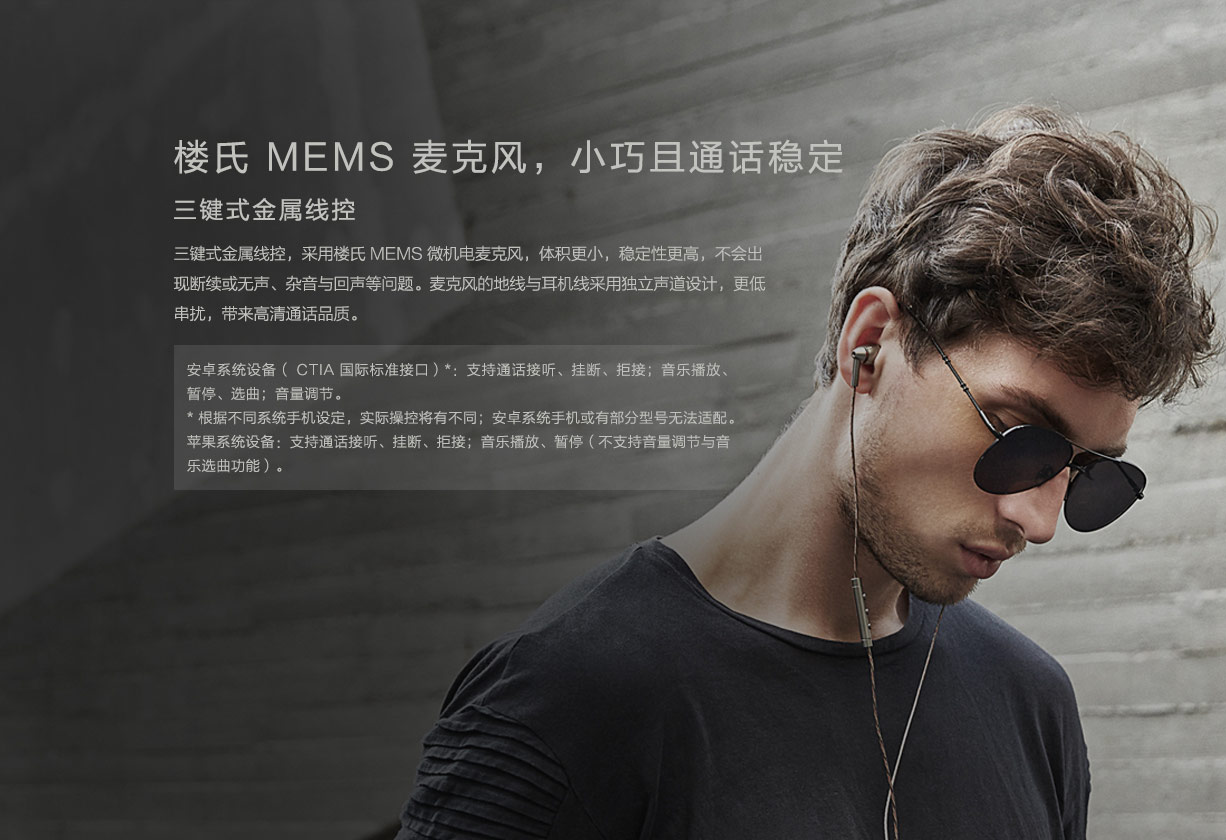 楼氏 MEMS 麦克风，小巧且通话稳定
三键式金属线控
三键式金属线控，采用楼氏 MEMS 微机电麦克风，体积更小，稳定性更高，不会出
现断续或无声、杂音与回声等问题。麦克风的地线与耳机线采用独立声道设计，更低
串扰，带来高清通话品质。
安卓系统设备（ CTIA 国际标准接口）*：支持通话接听、挂断、拒接；音乐播放、
暂停、选曲；音量调节。
* 根据不同系统手机设定，实际操控将有不同；安卓系统手机或有部分型号无法适配。
苹果系统设备：支持通话接听、挂断、拒接；音乐播放、暂停（不支持音量调节与音
乐选曲功能）。